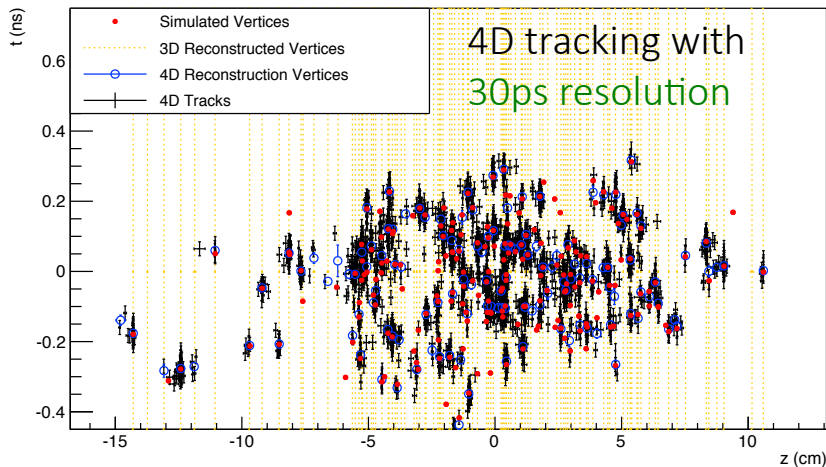 t (ns)
Simulated Vertices
3D Reconstructed Vertices
4D Reconstruction Vertices
4D Tracks
4D tracking with
30ps resolution
0.6
0.4
0.2
0
-0.2
-0.4
-15 -10 -5 0 5 10
z (cm)